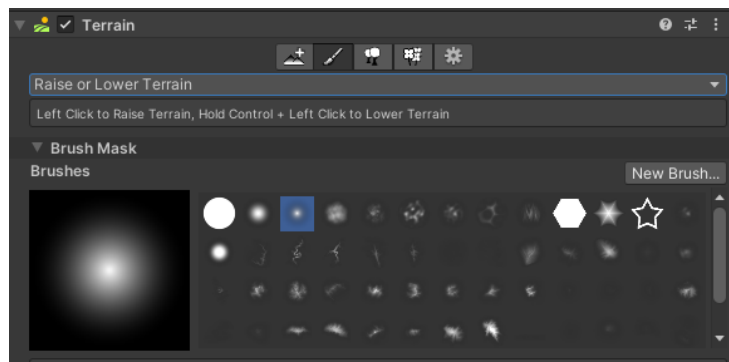 Terrain
Raise or Lower Terrain
Left Click to Raise Terrain, Hold Control + Left Click to Lower Terrain
Brush Mask
Brushes
New Brush...